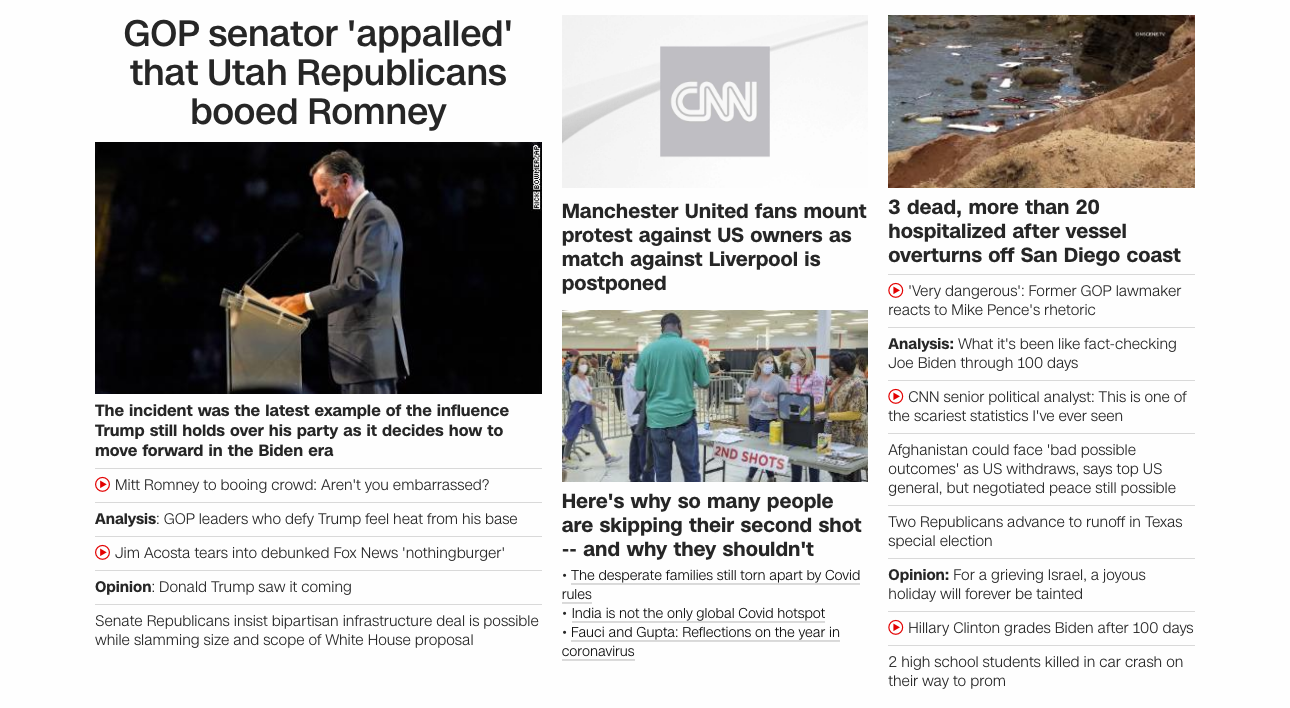 GOP senator 'appalled'
that Utah Republicans
booed Romney
RICK BOWMER/AP
The incident was the latest example of the influence
Trump still holds over his party as it decides how to
move forward in the Biden era
Mitt Romney to booing crowd: Aren't you embarrassed?
Analysis: GOP leaders who defy Trump feel heat from his base
Jim Acosta tears into debunked Fox News 'nothingburger'
Opinion: Donald Trump saw it coming
Senate Republicans insist bipartisan infrastructure deal is possible
while slamming size and scope of White House proposal
CNN
Manchester United fans mount
protest against US owners as
match against Liverpool is
postponed
2ND SHOTS
Here's why so many people
are skipping their second shot
-- and why they shouldn't
• The desperate families still torn apart by Covid
rules
• India is not the only global Covid hotspot
• Fauci and Gupta: Reflections on the year in
coronavirus
3 dead, more than 20
hospitalized after vessel
overturns off San Diego coast
'Very dangerous': Former GOP lawmaker
reacts to Mike Pence's rhetoric
Analysis: What it's been like fact-checking
Joe Biden through 100 days
CNN senior political analyst: This is one of
the scariest statistics I've ever seen
Afghanistan could face 'bad possible
outcomes' as US withdraws, says top US
general, but negotiated peace still possible
Two Republicans advance to runoff in Texas
special election
Opinion: For a grieving Israel, a joyous
holiday will forever be tainted
Hillary Clinton grades Biden after 100 days
2 high school students killed in car crash on
their way to prom